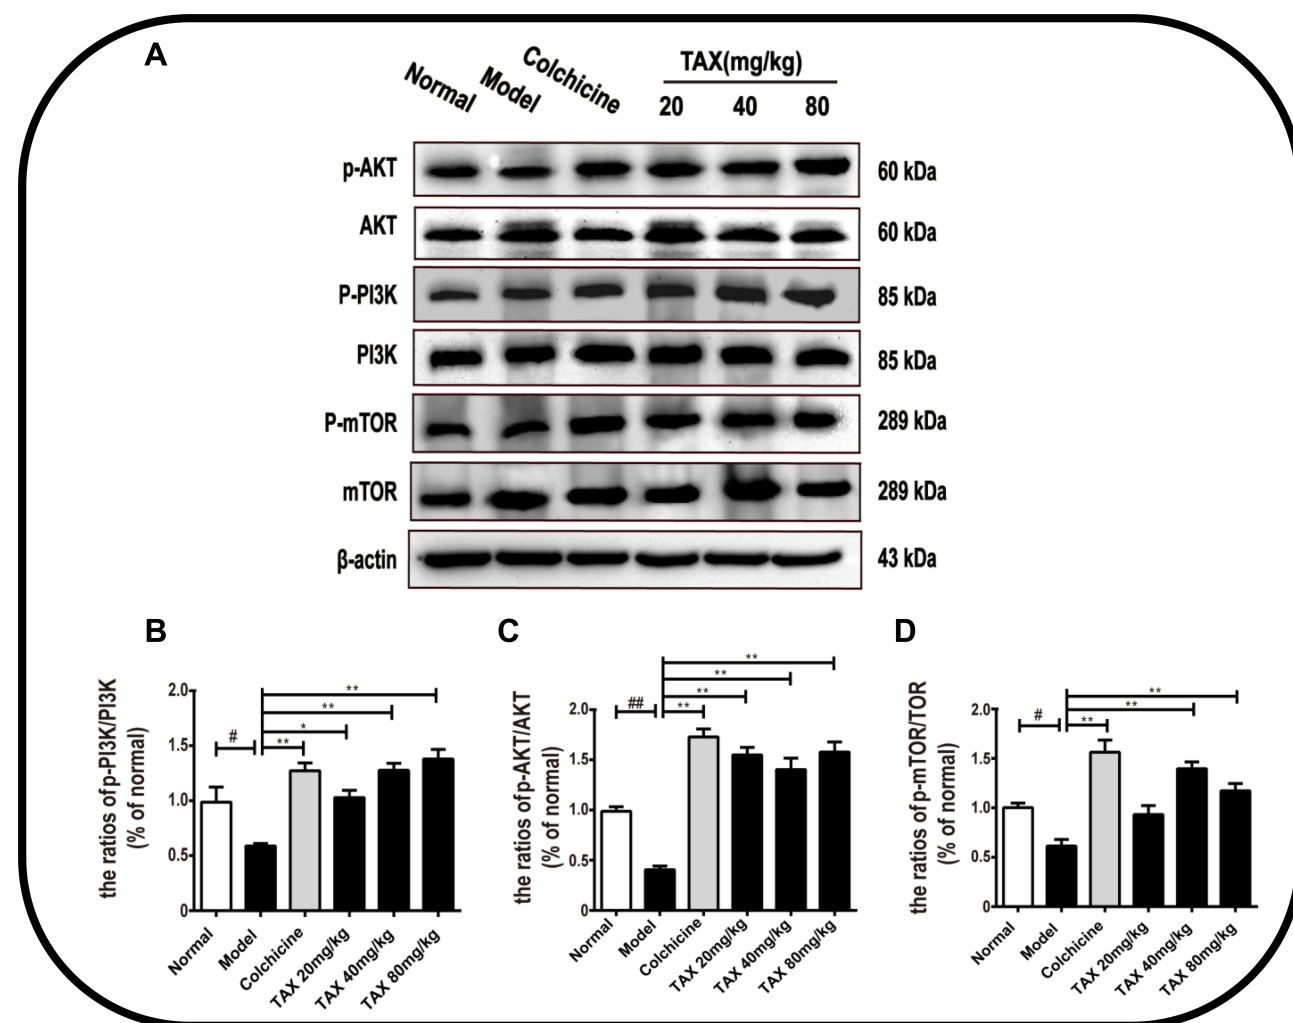 A
Normal
Model
Colchicine
TAX(mg/kg)
20 40 80
p-AKT 60 kDa
AKT 60 kDa
P-PI3K 85 kDa
PI3K 85 kDa
P-mTOR 289 kDa
mTOR 289 kDa
β-actin 43 kDa
B
the ratios of p-PI3K/PI3K
(% of normal)
2.0
1.5
1.0
0.5
0
#
**
*
**
**
Normal
Model
Colchicine
TAX 20mg/kg
TAX 40mg/kg
TAX 80mg/kg
C
the ratios of p-AKT/AKT
(% of normal)
2.0
1.5
1.0
0.5
0
##
**
**
**
**
Normal
Model
Colchicine
TAX 20mg/kg
TAX 40mg/kg
TAX 80mg/kg
D
the ratios of p-mTOR/TOR
(% of normal)
2.0
1.5
1.0
0.5
0
#
**
**
**
Normal
Model
Colchicine
TAX 20mg/kg
TAX 40mg/kg
TAX 80mg/kg